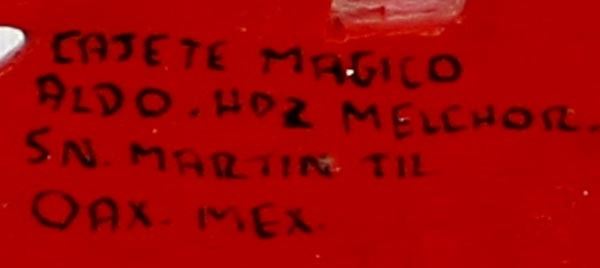 CAJETE MAGICO
ALDO. HDZ MELCHOR.
SN. MARTIN TIL
OAX. MEX.